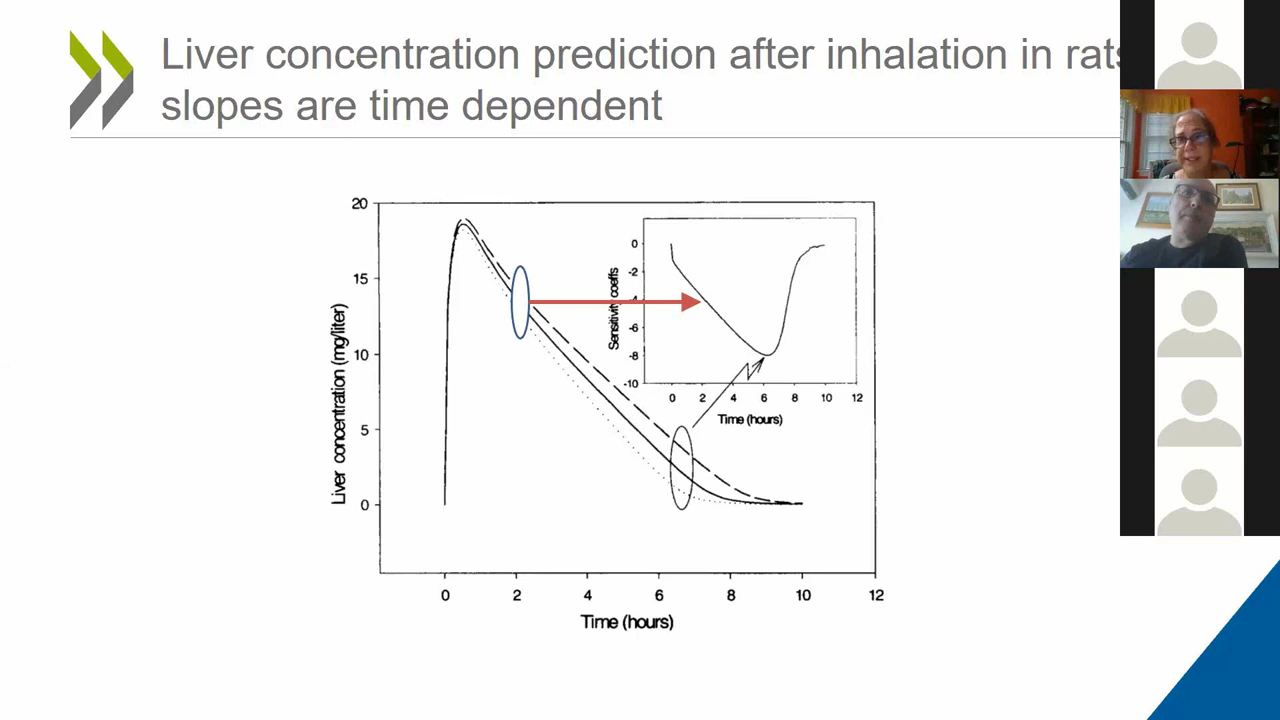 Liver concentration prediction after inhalation in rats
slopes are time dependent
20
15
10
5
0
Liver concentration (mg/liter)
0 2 4 6 8 10 12
Time (hours)
0
-2
-4
-6
-8
-10
Sensitivity coeffs
0 2 4 6 8 10 12
Time (hours)